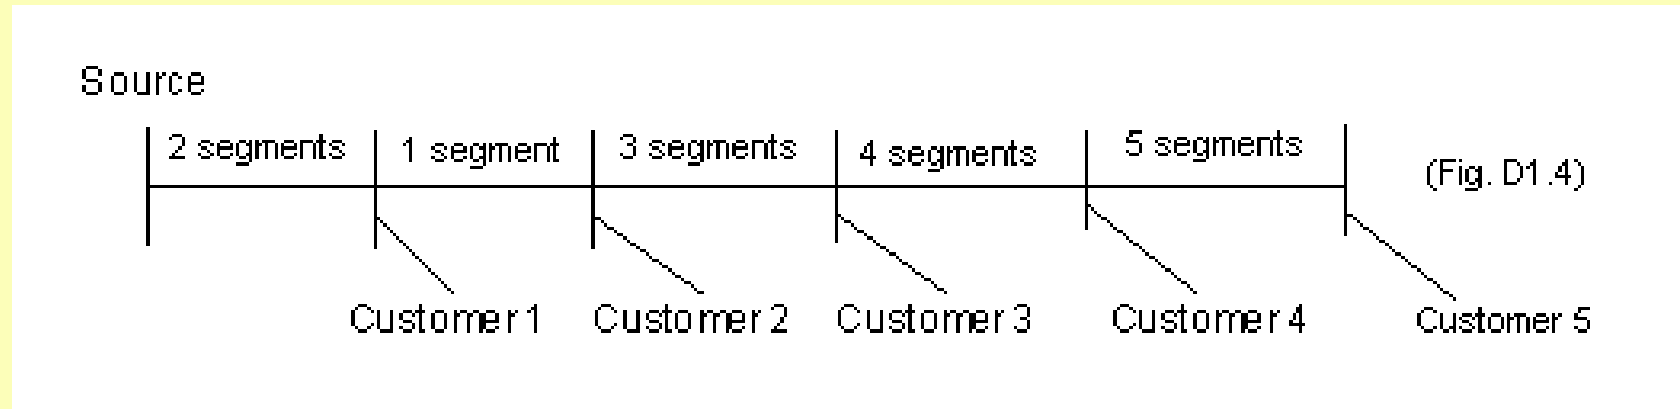 Source
2 segments 1 segment 3 segments 4 segments 5 segments (Fig. D1.4)
Customer 1 Customer 2 Customer 3 Customer 4 Customer 5